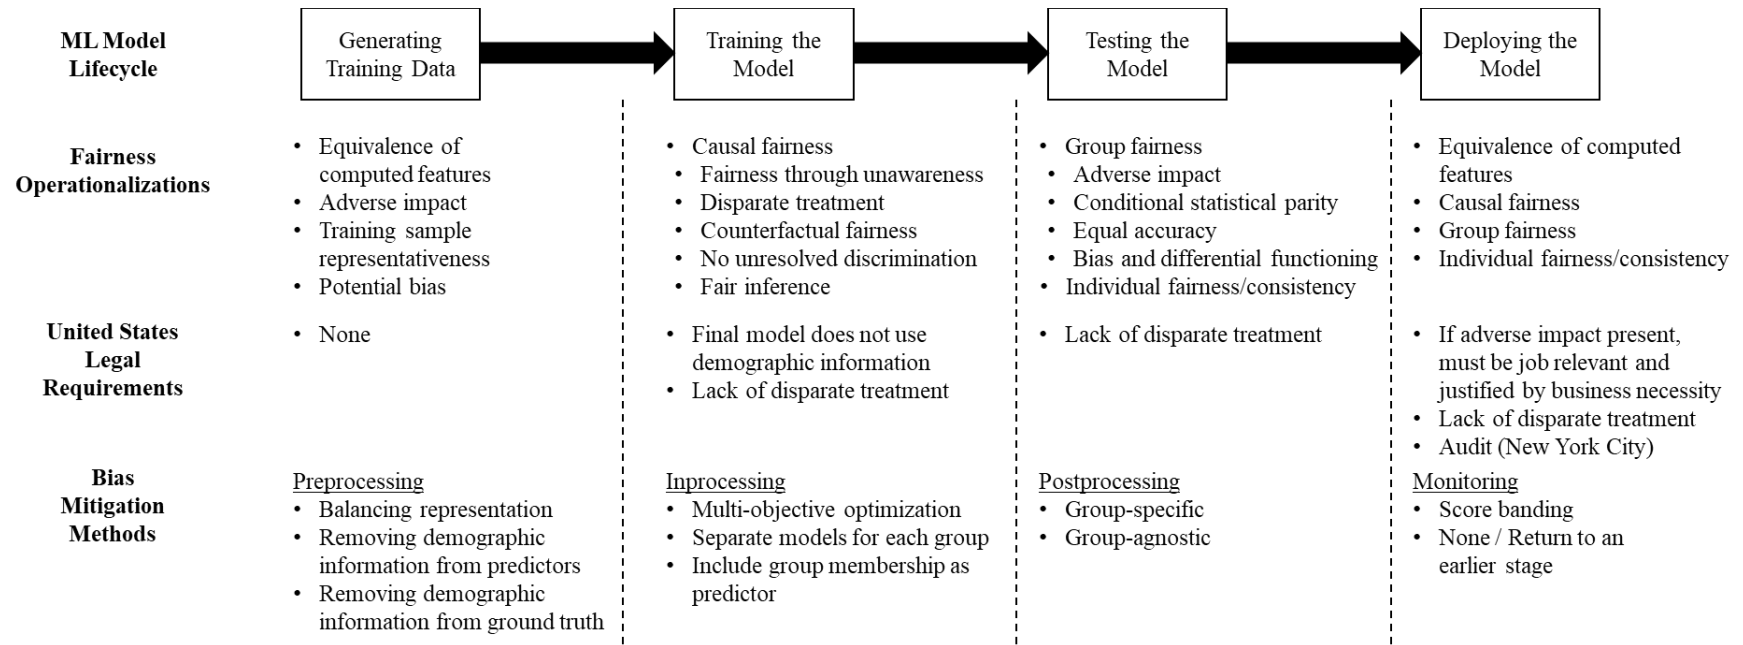 ML Model
Lifecycle
Generating
Training Data
Training the
Model
Testing the
Model
Deploying the
Model
Fairness
Operationalizations
• Equivalence of
computed features
• Adverse impact
• Training sample
representativeness
• Potential bias
• Causal fairness
• Fairness through unawareness
• Disparate treatment
• Counterfactual fairness
• No unresolved discrimination
• Fair inference
• Group fairness
• Adverse impact
• Conditional statistical parity
• Equal accuracy
• Bias and differential functioning
• Individual fairness/consistency
• Equivalence of computed
features
• Causal fairness
• Group fairness
• Individual fairness/consistency
United States
Legal
Requirements
• None
• Final model does not use
demographic information
• Lack of disparate treatment
• Lack of disparate treatment
• If adverse impact present,
must be job relevant and
justified by business necessity
• Lack of disparate treatment
• Audit (New York City)
Bias
Mitigation
Methods
Preprocessing
• Balancing representation
• Removing demographic
information from predictors
• Removing demographic
information from ground truth
Inprocessing
• Multi-objective optimization
• Separate models for each group
• Include group membership as
predictor
Postprocessing
• Group-specific
• Group-agnostic
Monitoring
• Score banding
• None / Return to an
earlier stage